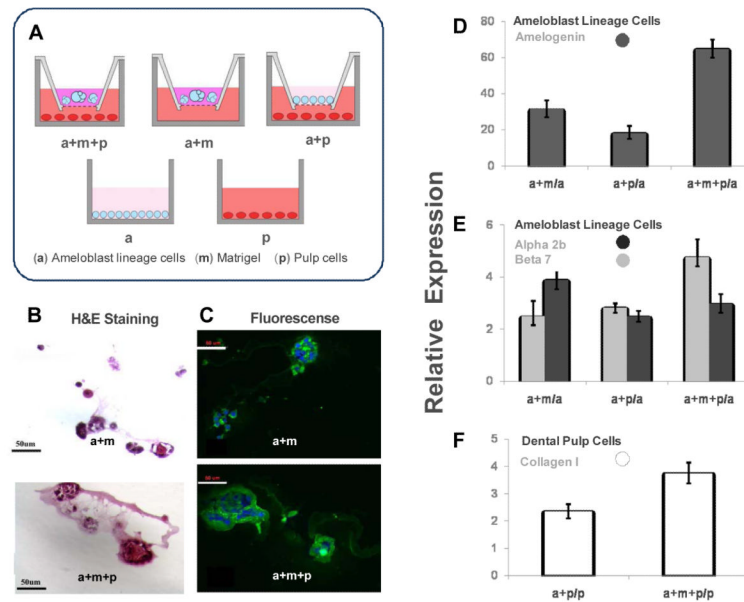 A
a+m+p
a+m
a+p
a
p
(a) Ameloblast lineage cells (m) Matrigel (p) Pulp cells
B
H&E Staining
a+m
50um
a+m+p
50um
C
Fluorescense
a+m
a+m+p
Relative Expression
D
Ameloblast Lineage Cells
Amelogenin
80
60
40
20
0
a+m/a
a+p/a
a+m+p/a
E
Ameloblast Lineage Cells
Alpha 2b
Beta 7
6
4
2
0
a+m/a
a+p/a
a+m+p/a
F
Dental Pulp Cells
Collagen I
5
4
3
2
1
0
a+p/p
a+m+p/p